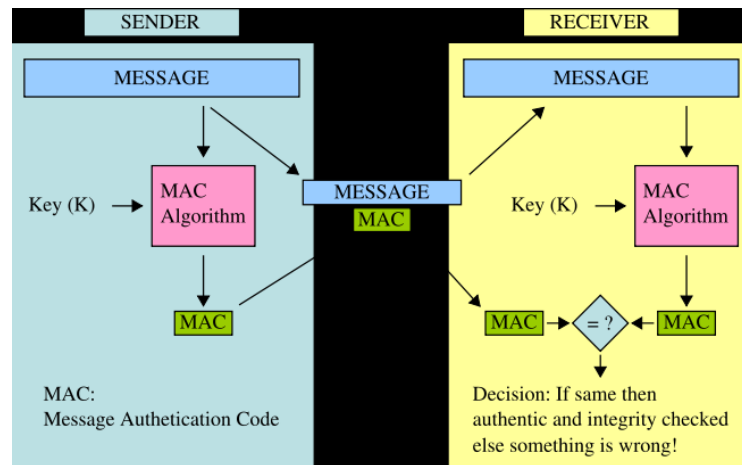 SENDER
RECEIVER
MESSAGE
MESSAGE
Key (K)
MAC
Algorithm
MESSAGE
MAC
Key (K)
MAC
Algorithm
MAC
MAC
= ?
MAC
MAC:
Message Authetication Code
Decision: If same then
authentic and integrity checked
else something is wrong!